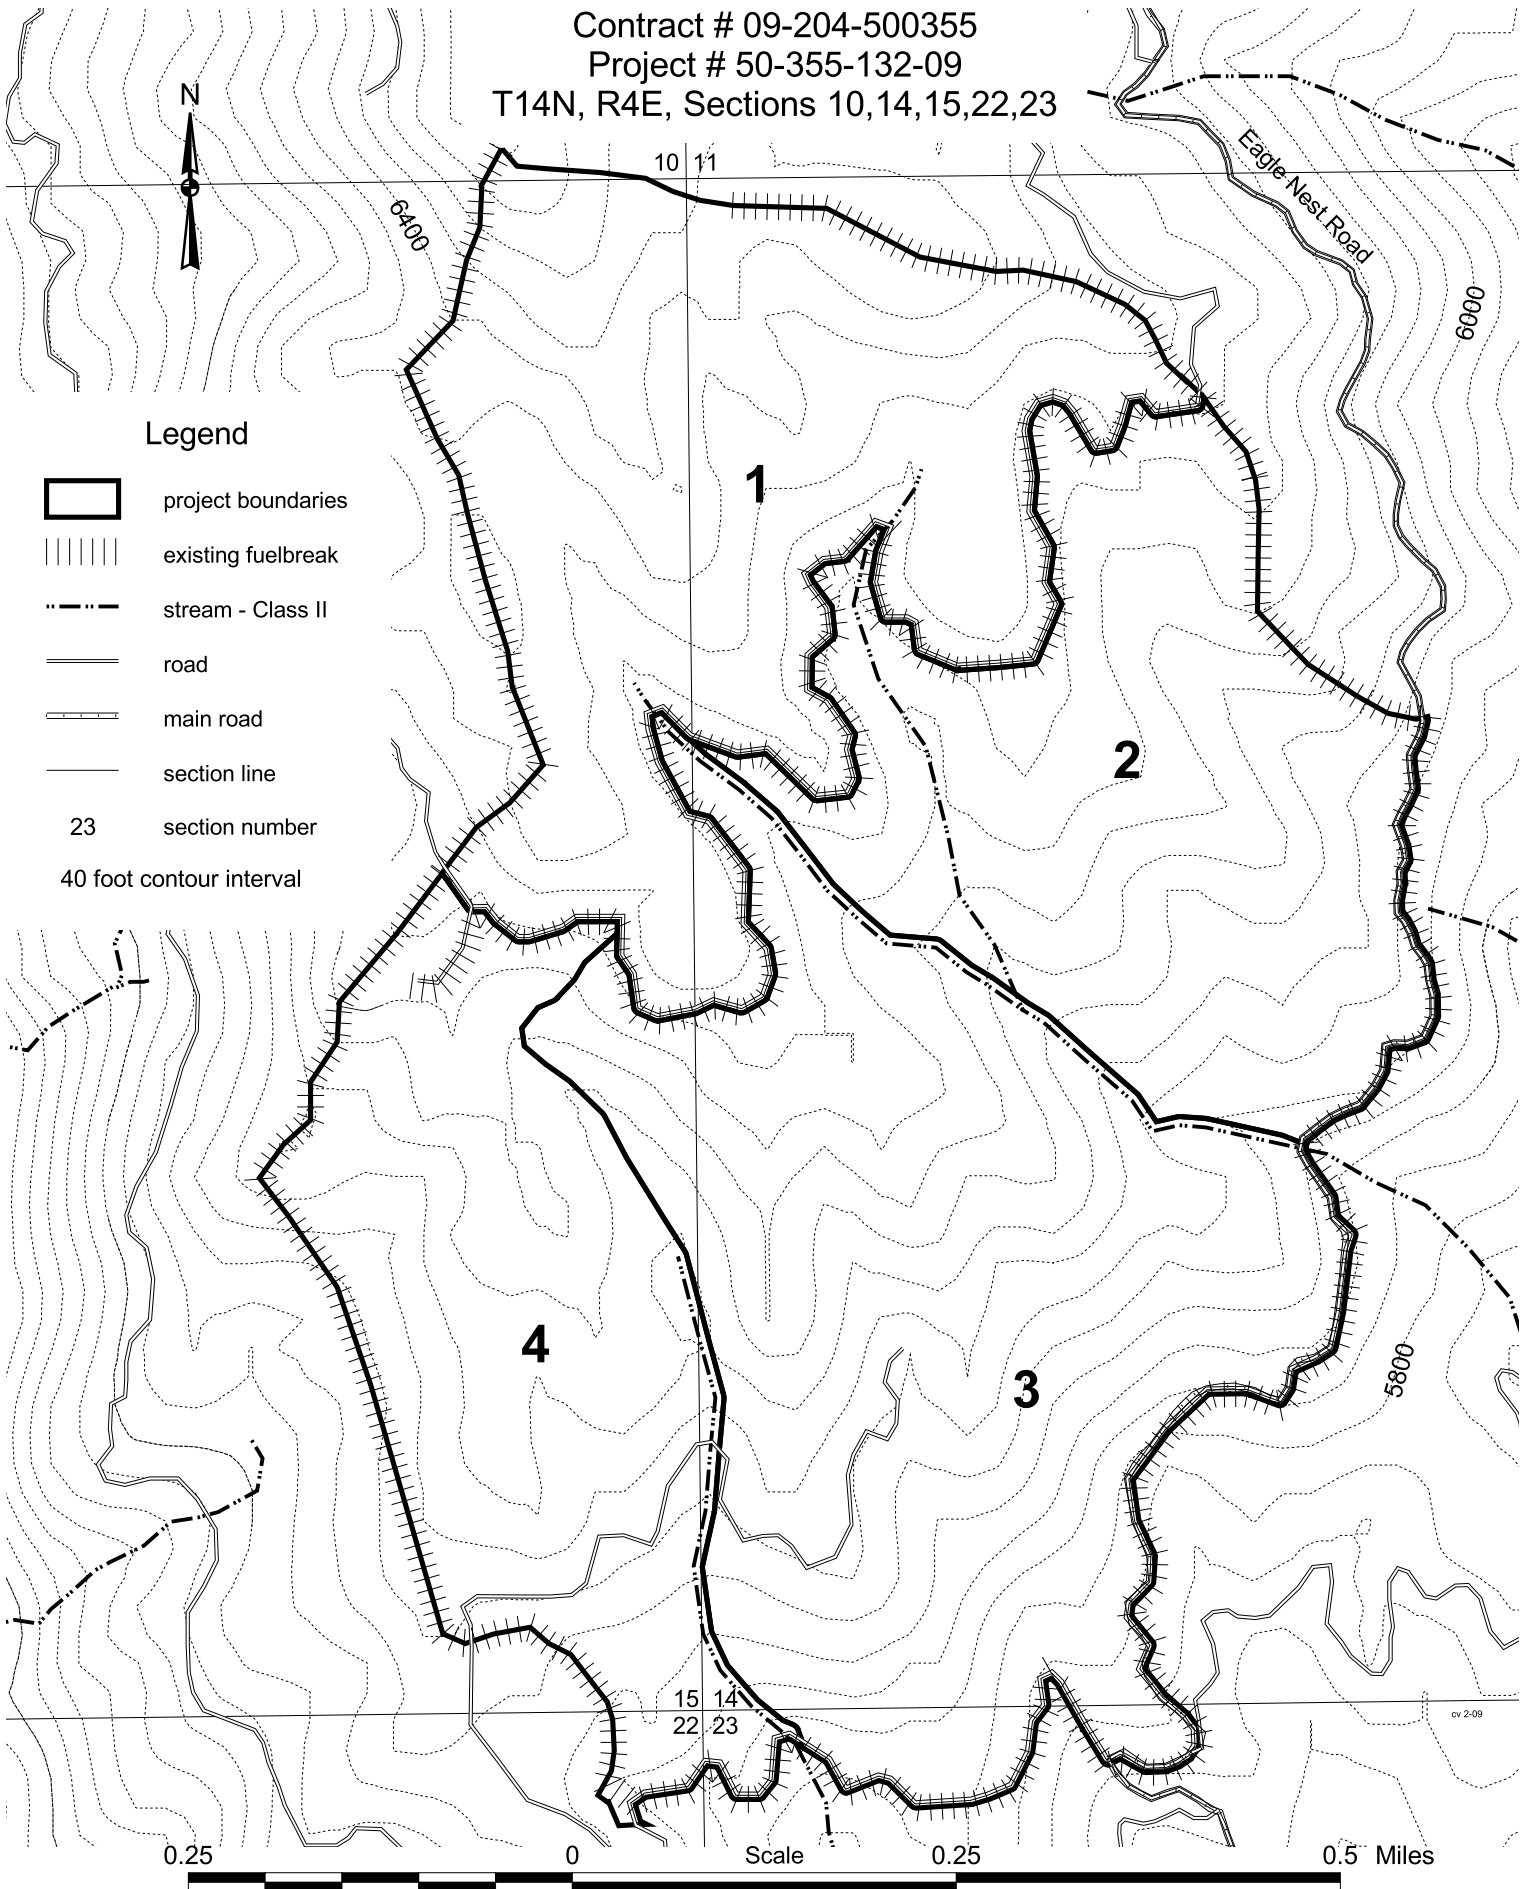 Contract # 09-204-500355
Project # 50-355-132-09
T14N, R4E, Sections 10,14,15,22,23
N
10 11
Eagle Nest Road
6400
6000
Legend
project boundaries
existing fuelbreak
stream - Class II
road
main road
section line
23 section number
40 foot contour interval
1
2
4
3
5800
15 14
22 23
cv 2-09
0.25 0 Scale 0.25 0.5 Miles